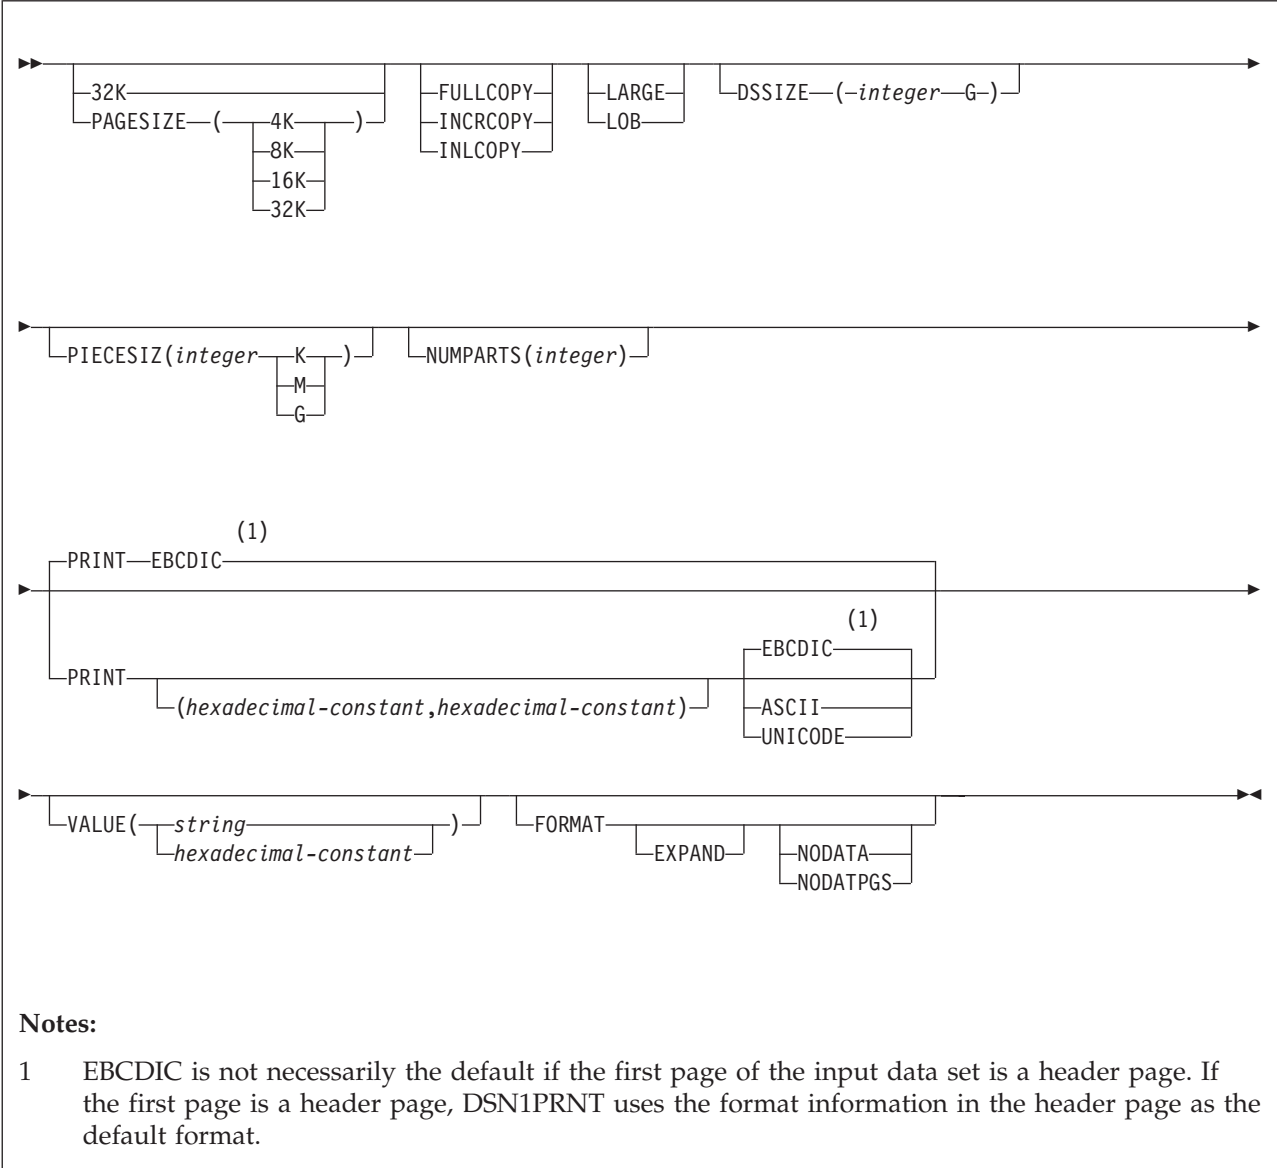 32K FULLCOPY LARGE DSSIZE (integer G)
PAGESIZE ( 4K ) INCRCOPY LOB
8K INLCOPY
16K
32K
PIECESIZ(integer K ) NUMPARTS(integer)
M
G
(1)
PRINT EBCDIC
(1)
EBCDIC
PRINT
(hexadecimal-constant,hexadecimal-constant) ASCII
UNICODE
VALUE( string ) FORMAT
hexadecimal-constant EXPAND NODATA
NODATPGS
Notes:
1 EBCDIC is not necessarily the default if the first page of the input data set is a header page. If
the first page is a header page, DSN1PRNT uses the format information in the header page as the
default format.